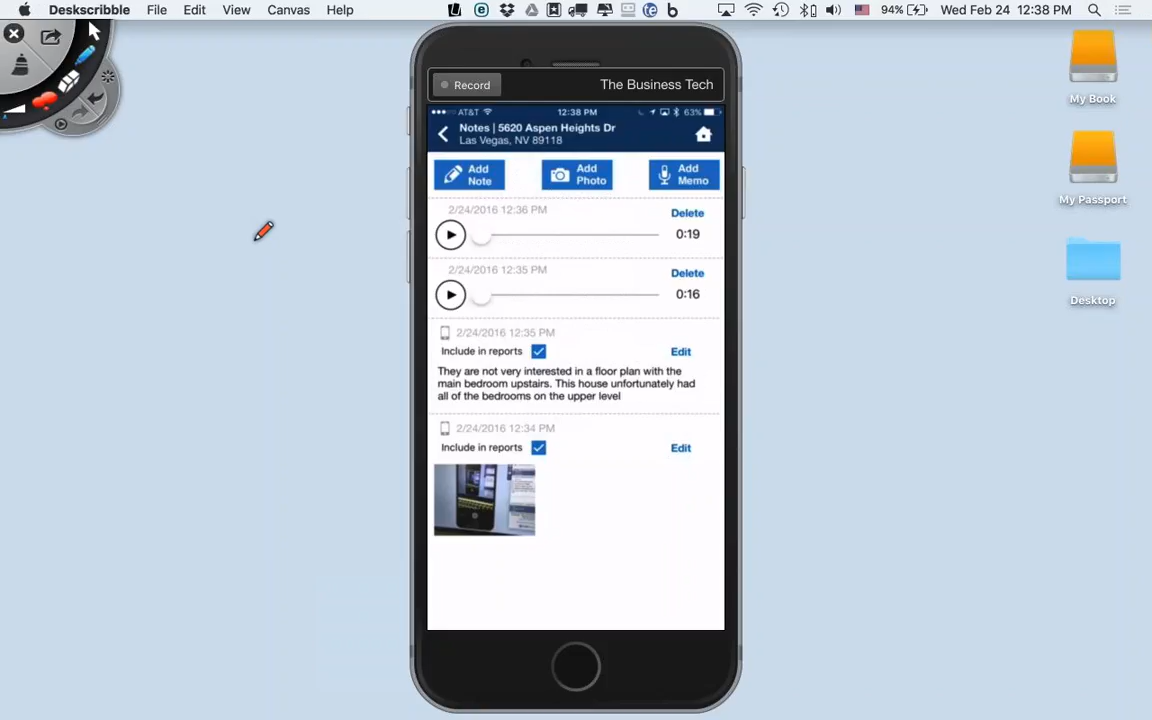 Deskscribble File Edit View Canvas Help 94% Wed Feb 24 12:38 PM
My Book
My Passport
Desktop
Record The Business Tech
AT&T 12:38 PM 63%
Notes | 5620 Aspen Heights Dr
Las Vegas, NV 89118
Add Note
Add Photo
Add Memo
2/24/2016 12:36 PM Delete
0:19
2/24/2016 12:35 PM Delete
0:16
2/24/2016 12:35 PM
Include in reports Edit
They are not very interested in a floor plan with the
main bedroom upstairs. This house unfortunately had
all of the bedrooms on the upper level
2/24/2016 12:34 PM
Include in reports Edit